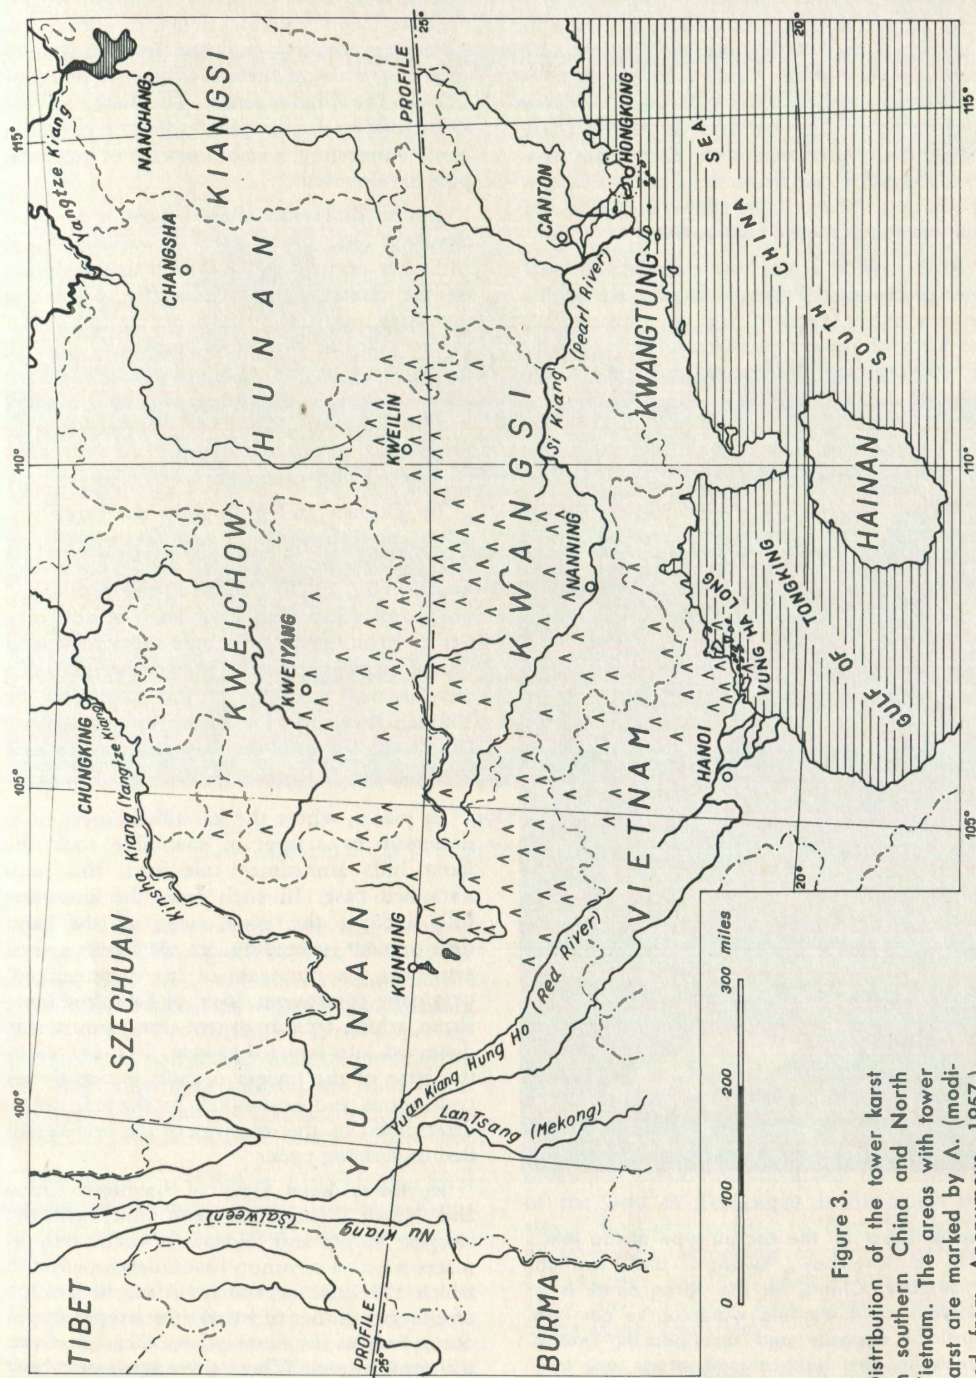 100°
105°
110°
115°
TIBET
SZECHUAN
CHUNGKING
Kinsha Kiang (Yangtze Kiang)
Yangtze Kiang
NANCHANG
CHANGSHA
KIANGSI
HUNAN
KWEICHOW
KWEIYANG
YUNNAN
KUNMING
KWEILIN
Nu Kiang (Salween)
PROFILE
25°
PROFILE
25°
Yuan Kiang Hung Ho (Red River)
Lan Tsang (Mekong)
KWANGSI
NANNING
Si Kiang (Pearl River)
CANTON
HONGKONG
KWANGTUNG
BURMA
VIETNAM
HANOI
VUNG HA LONG
GULF OF TONGKING
HAINAN
SOUTH CHINA SEA
20°
20°
105°
110°
115°
100 200 300 miles
Figure 3.
Distribution of the tower karst
in southern China and North
Vietnam. The areas with tower
karst are marked by Λ. (modi-
fied from Anonymous, 1967.)